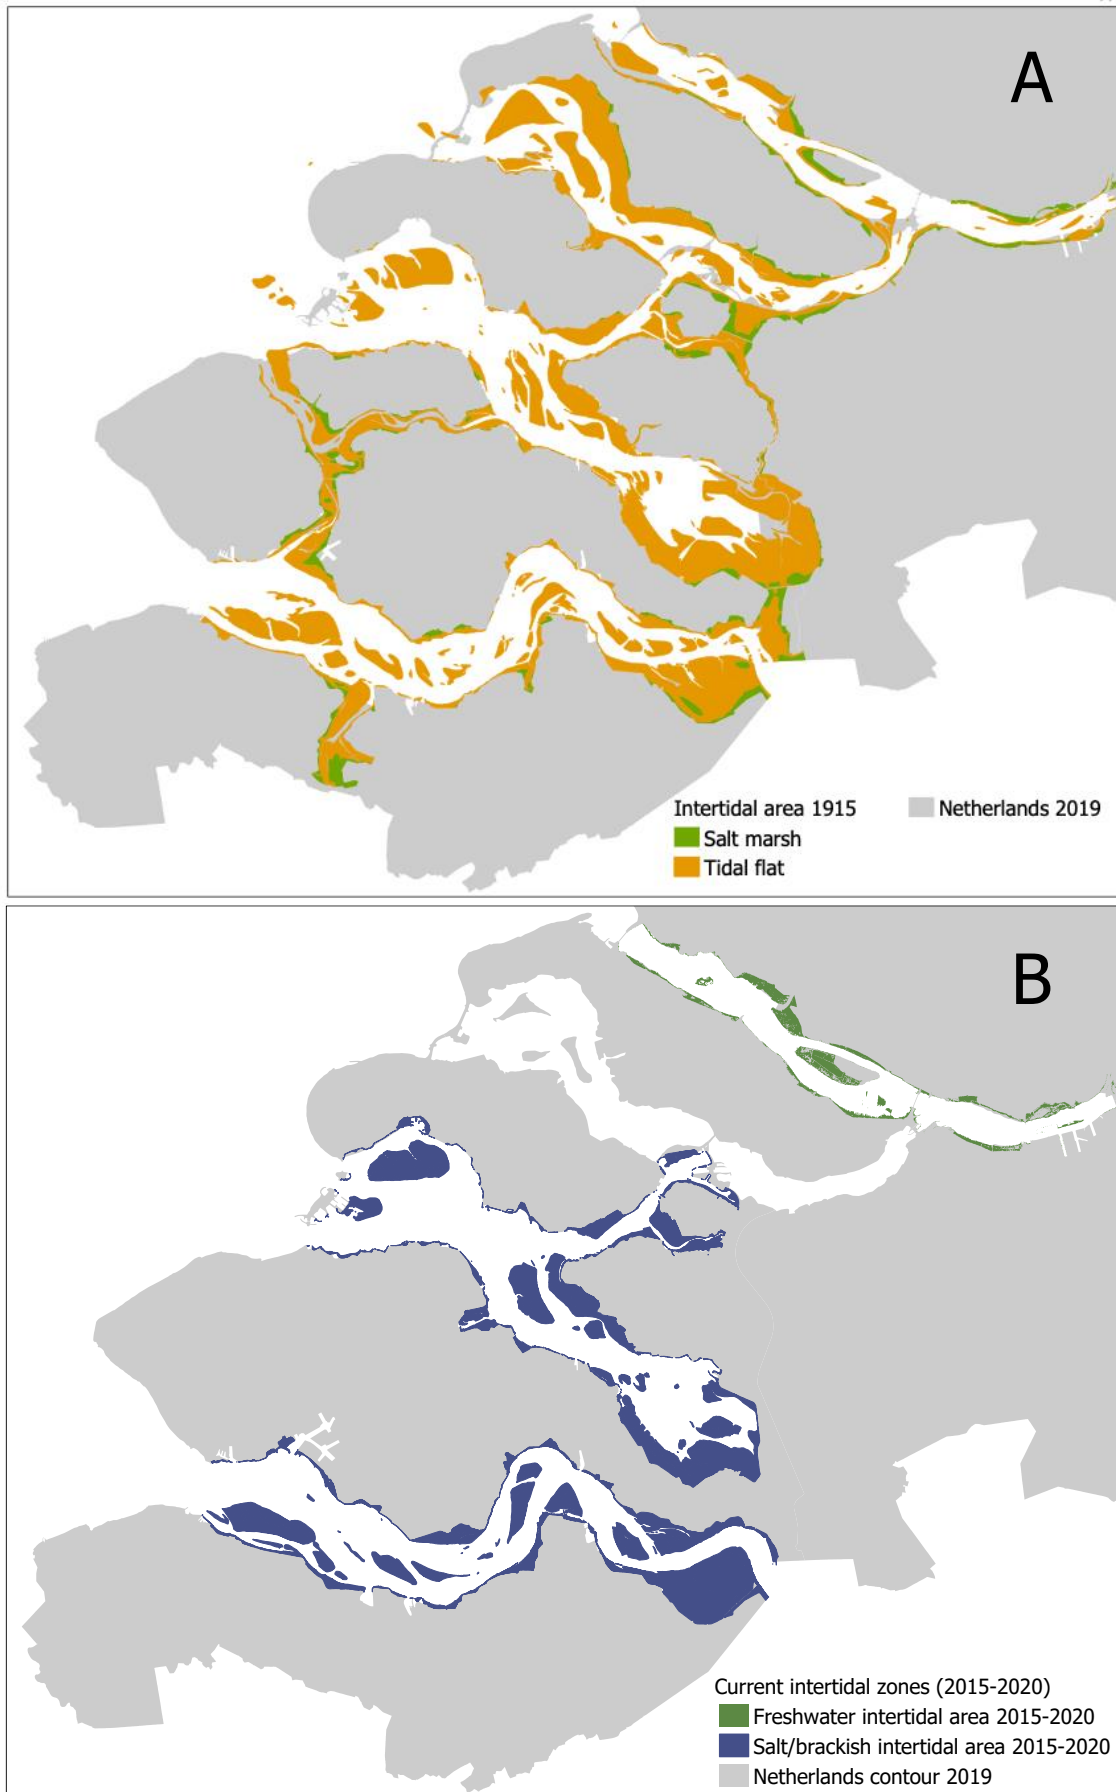 A
Intertidal area 1915
Netherlands 2019
Salt marsh
Tidal flat
B
Current intertidal zones (2015-2020)
Freshwater intertidal area 2015-2020
Salt/brackish intertidal area 2015-2020
Netherlands contour 2019